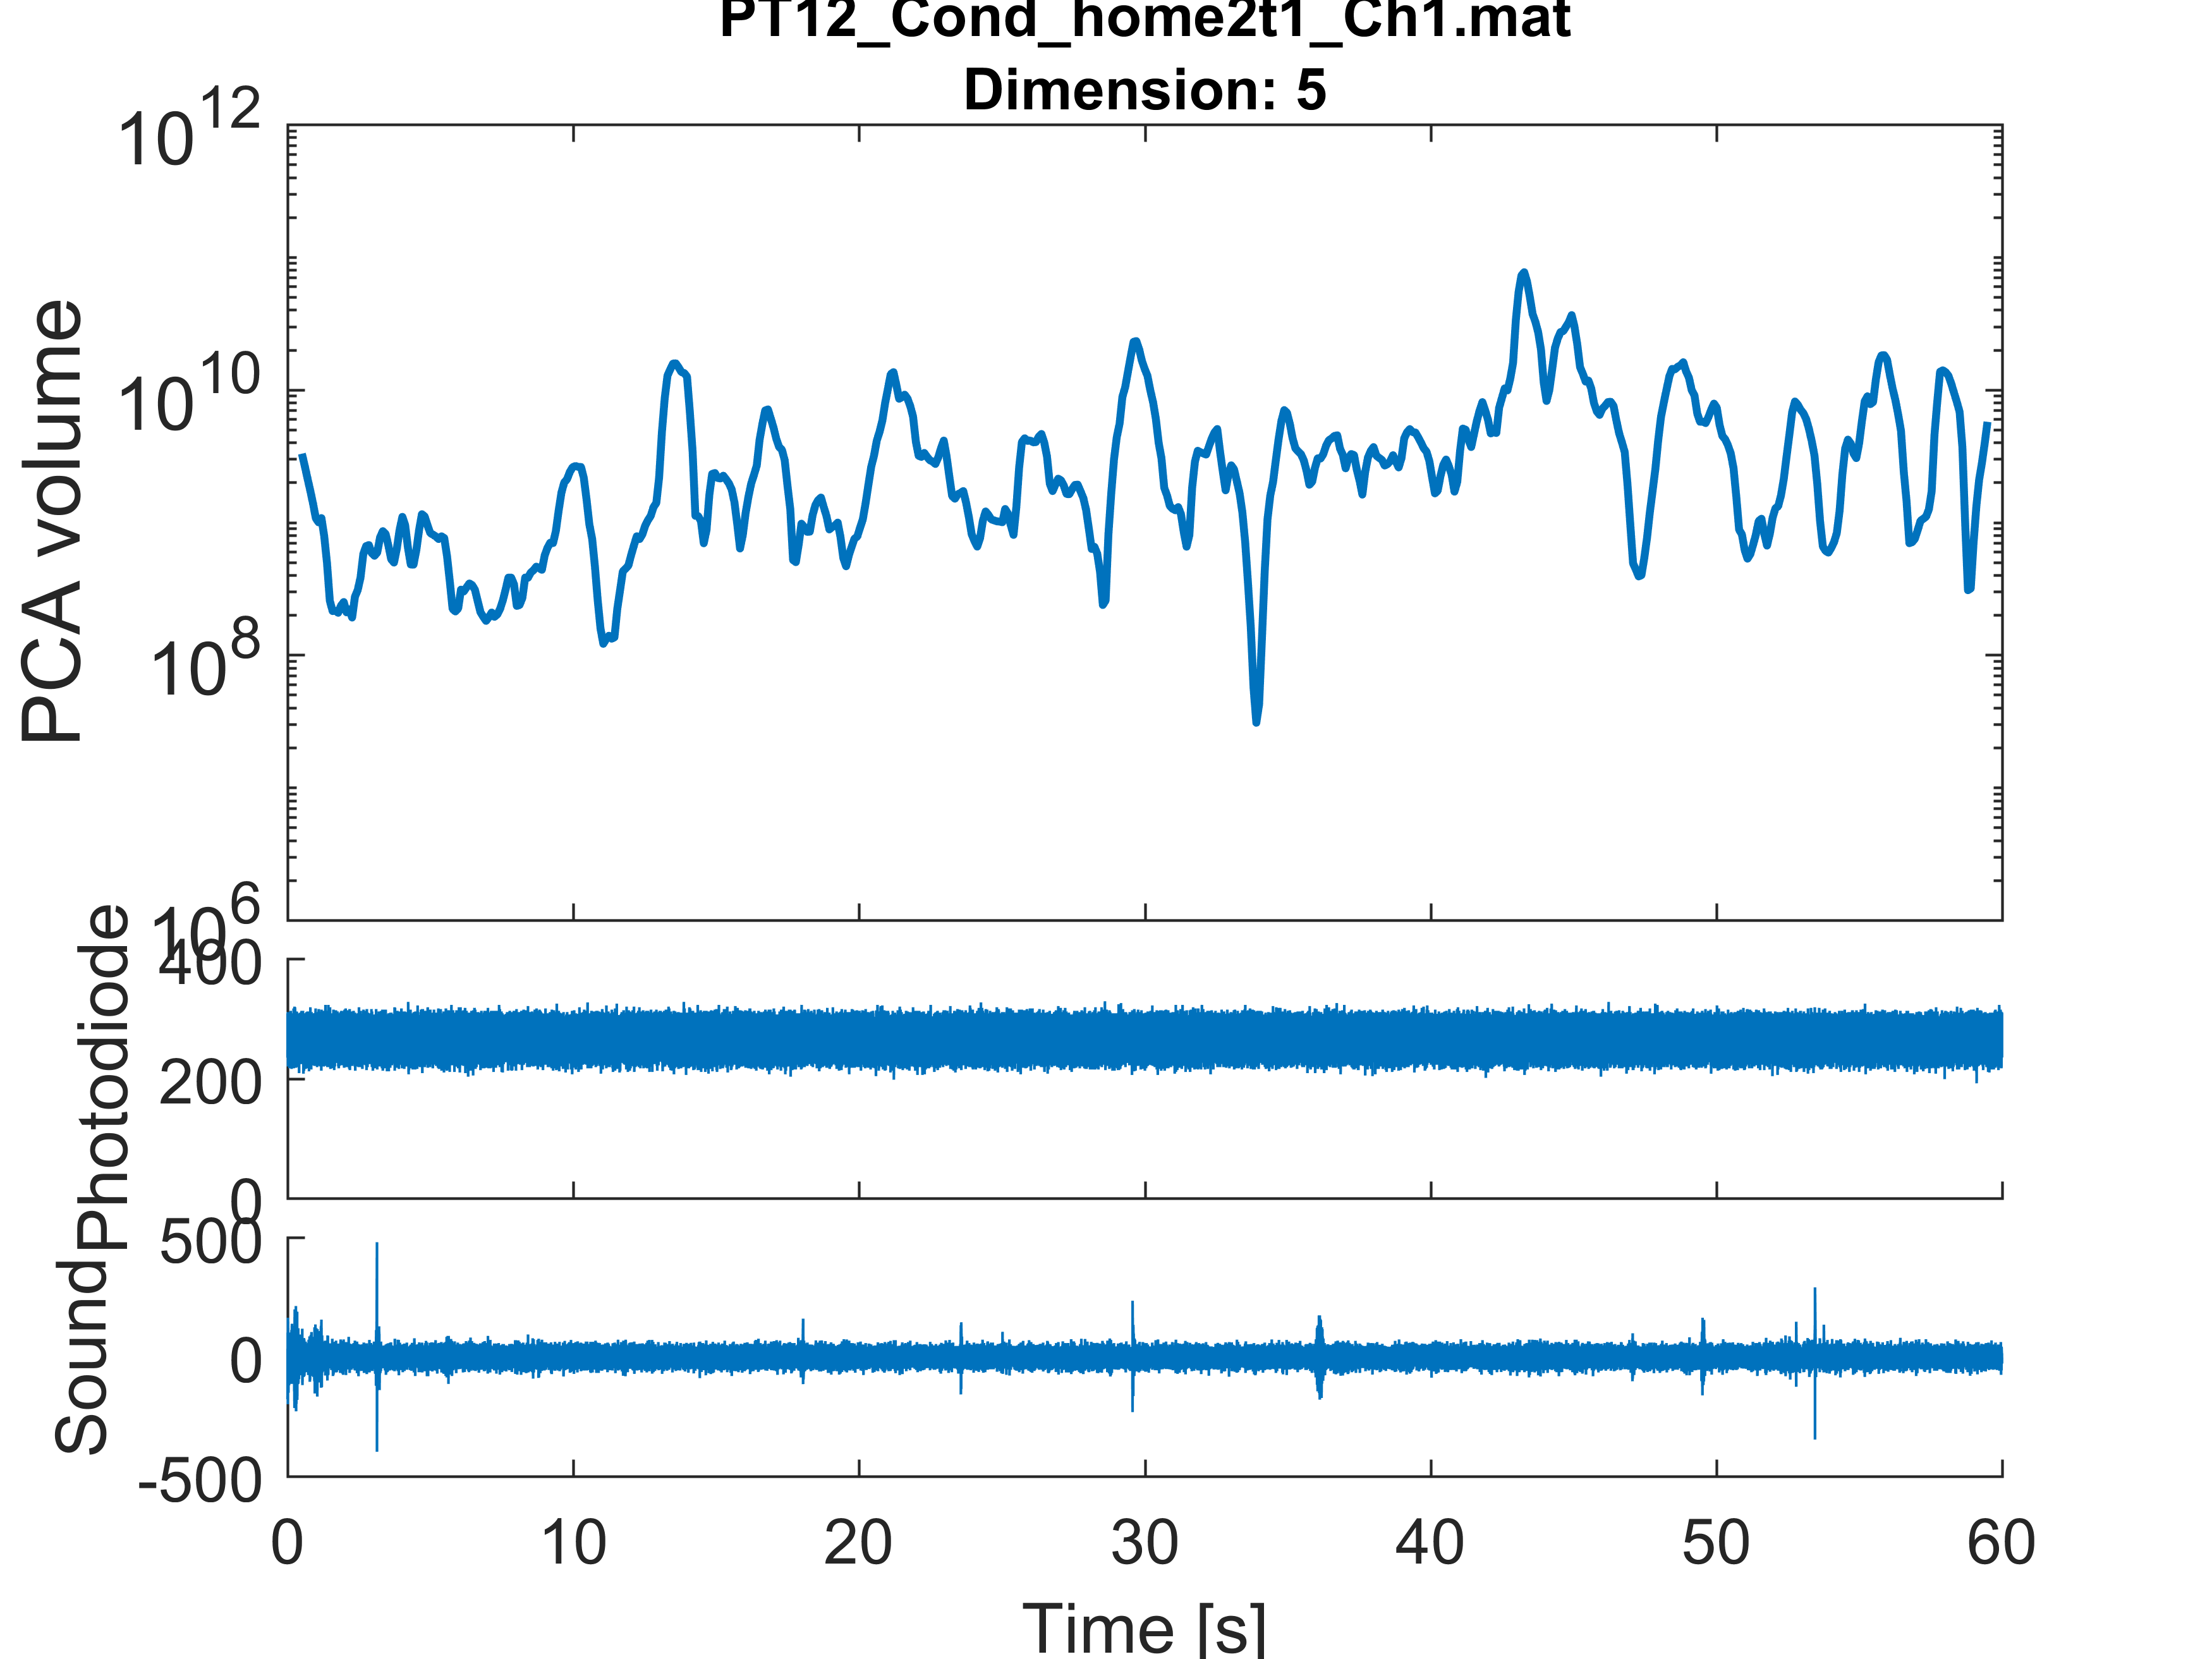 PT12_Cond_home2t1_Ch1.mat
Dimension: 5
10^12
10^10
10^8
10^6
PCA volume
400
200
0
Photodiode
500
0
-500
Sound
0 10 20 30 40 50 60
Time [s]